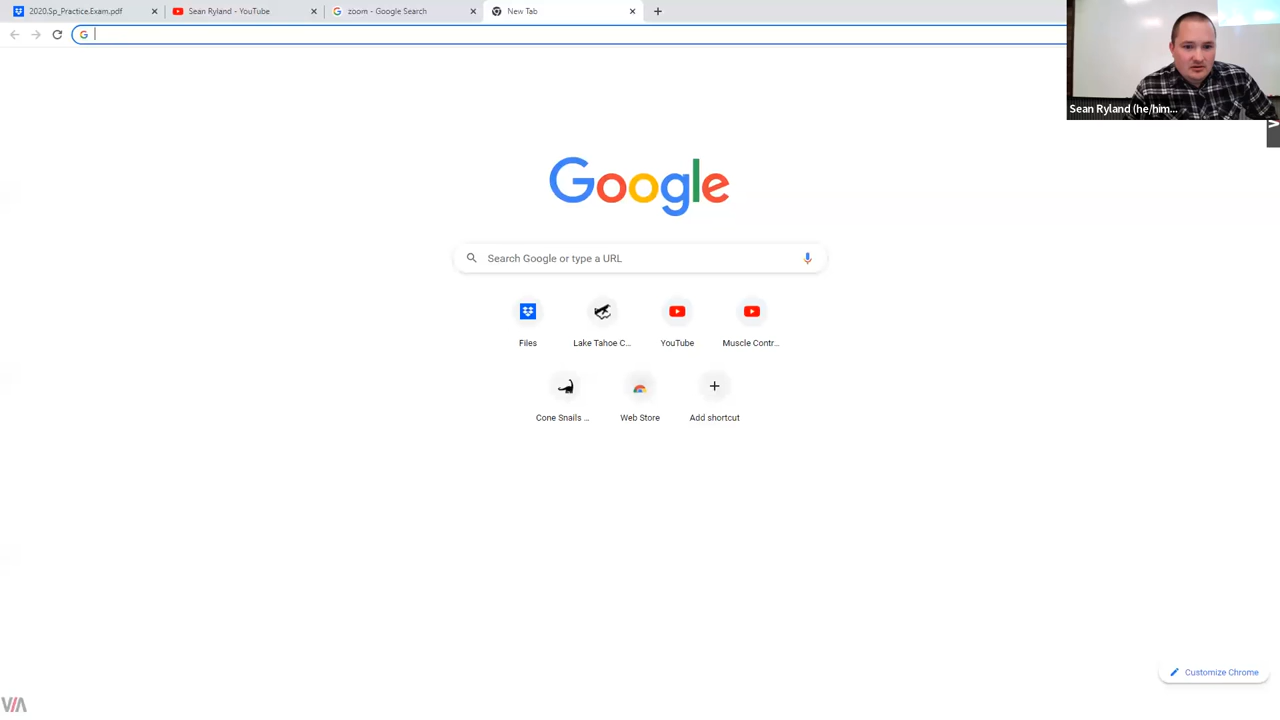 2020.Sp_Practice.Exam.pdf
Sean Ryland - YouTube
zoom - Google Search
New Tab
Sean Ryland (he/him...
Google
Search Google or type a URL
Files
Lake Tahoe C...
YouTube
Muscle Contr...
Cone Snails ...
Web Store
Add shortcut
Customize Chrome
VIA